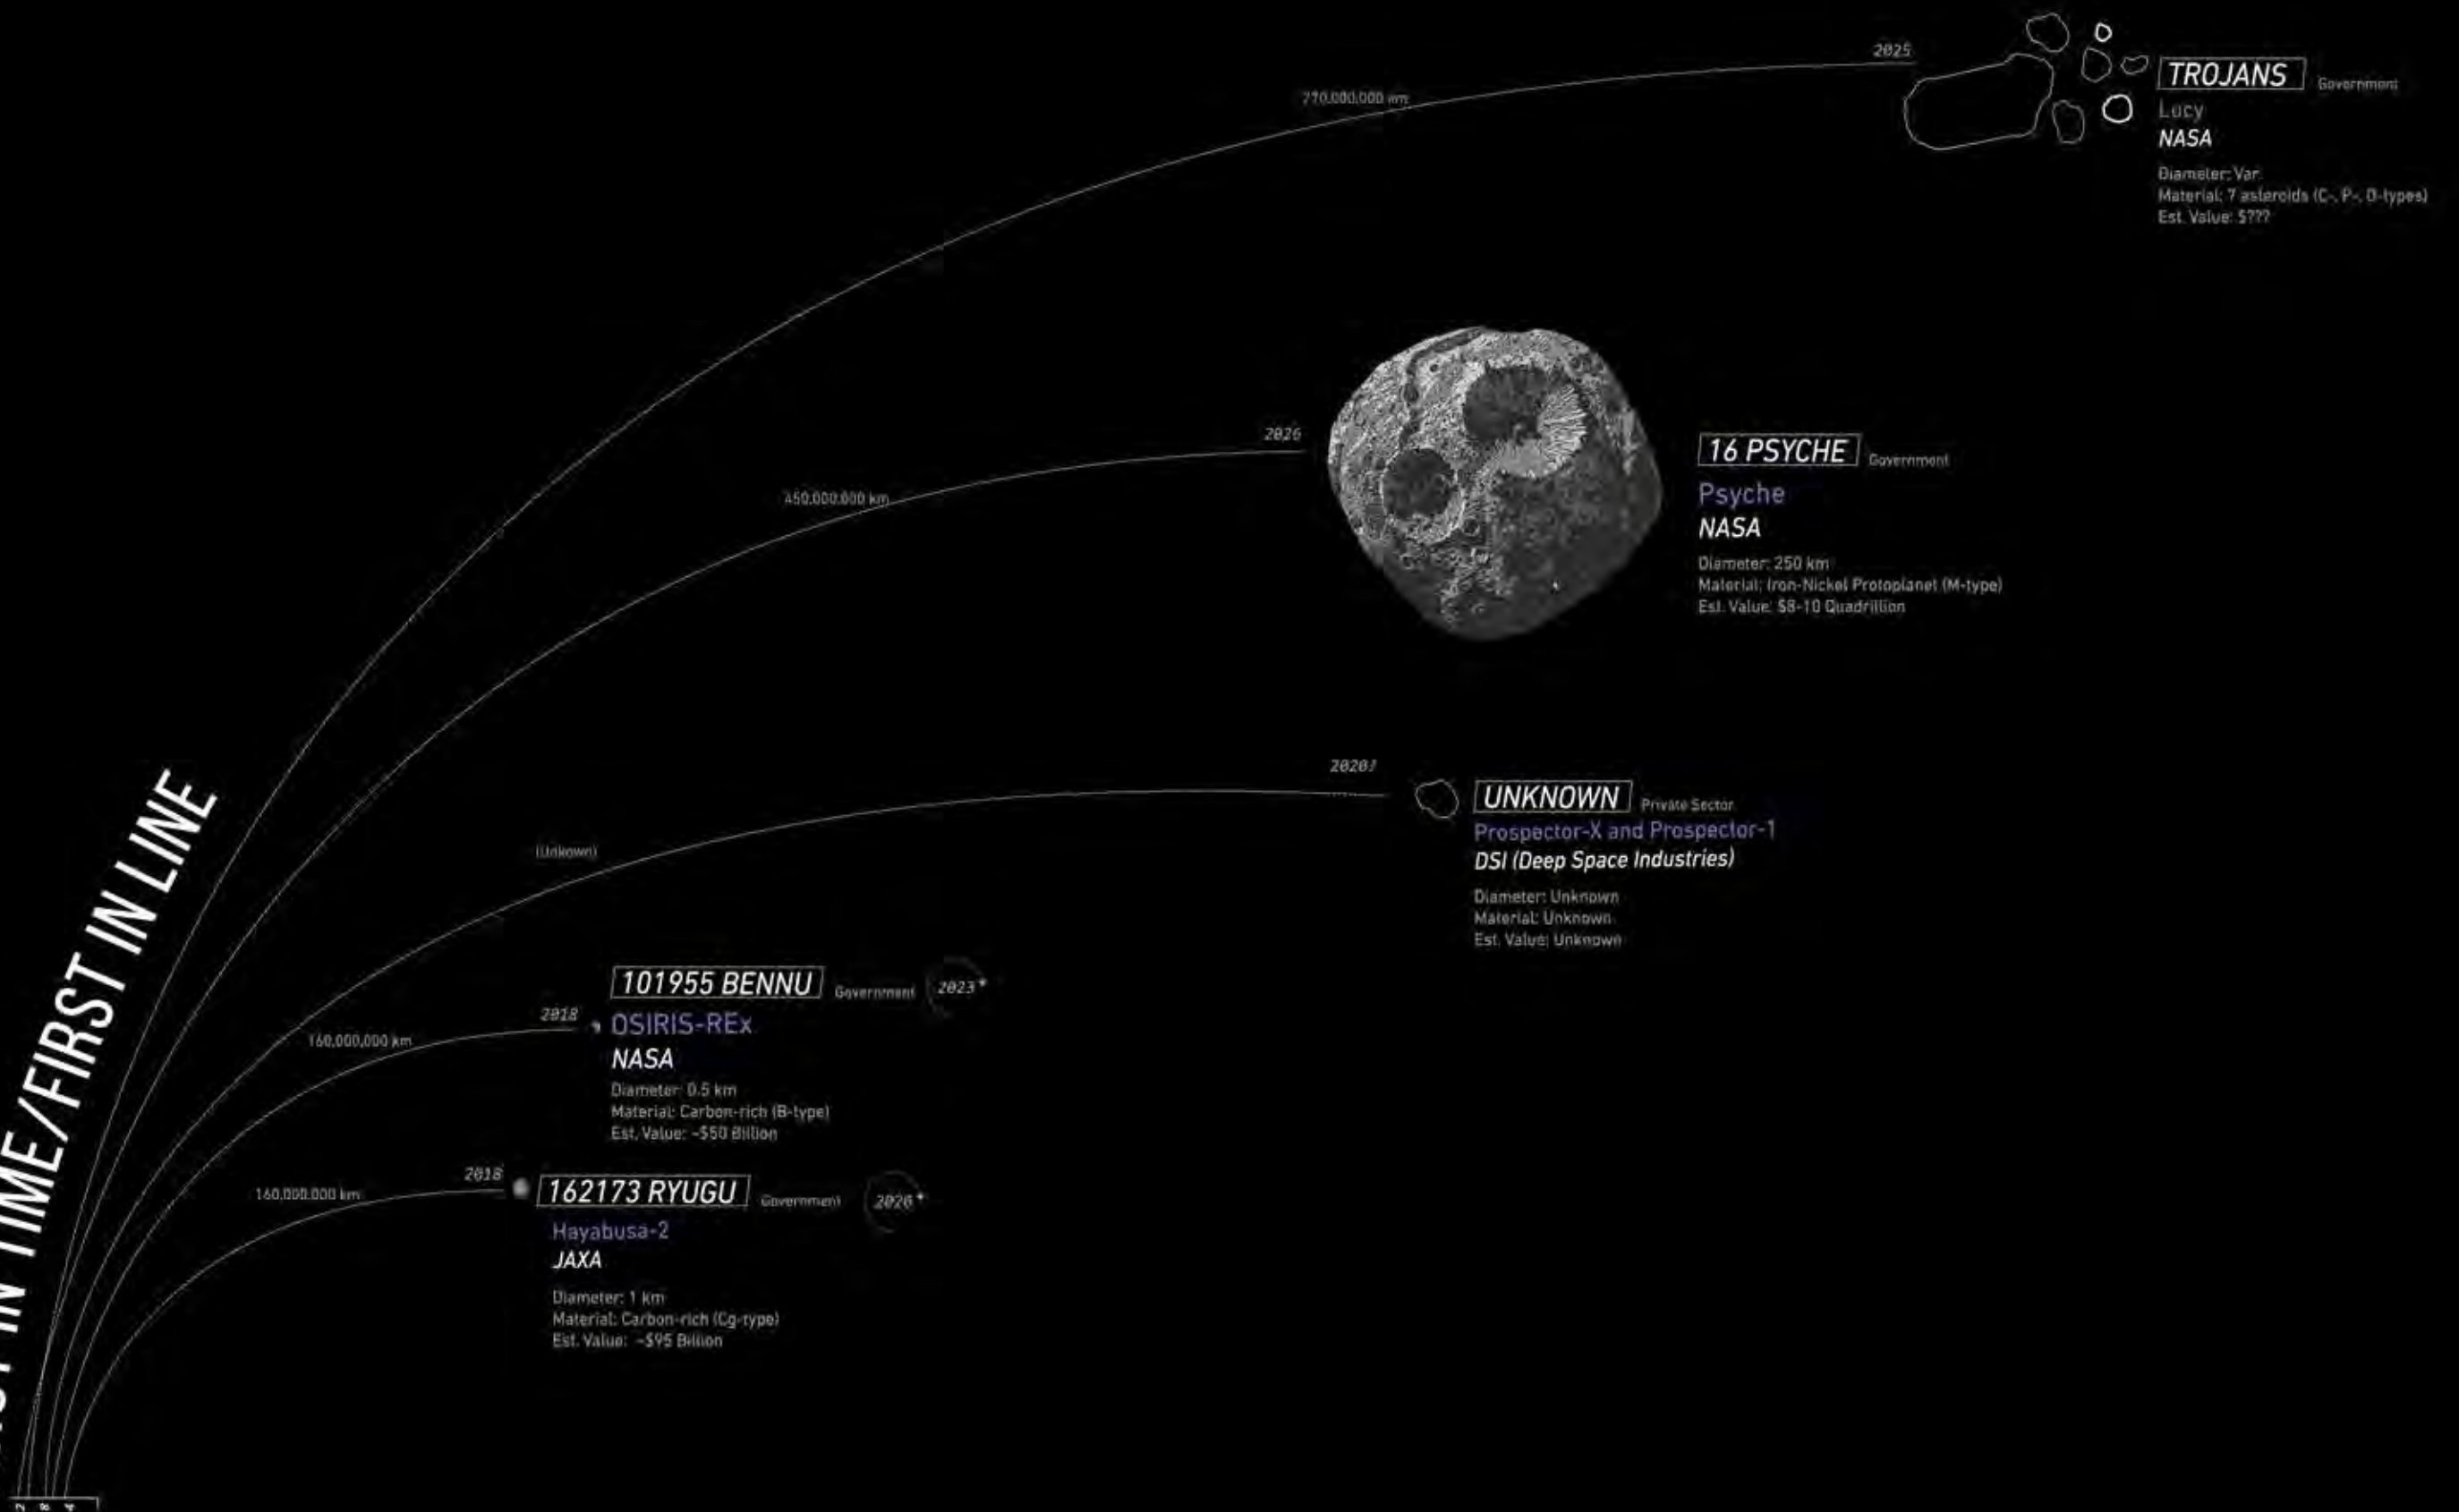 2025
TROJANS Government
770,000,000 km
Lucy
NASA
Diameter: Var.
Material: 7 asteroids (C-, P-, D-types)
Est. Value: $???
2026
16 PSYCHE Government
450,000,000 km
Psyche
NASA
Diameter: 250 km
Material: Iron-Nickel Protoplanet (M-type)
Est. Value: $8-10 Quadrillion
2020?
UNKNOWN Private Sector
Prospector-X and Prospector-1
(Unkown)
DSI (Deep Space Industries)
Diameter: Unknown
Material: Unknown
Est. Value: Unknown
IN TIME/FIRST IN LINE
101955 BENNU Government 2023*
2018
OSIRIS-REx
160,000,000 km
NASA
Diameter: 0.5 km
Material: Carbon-rich (B-type)
Est. Value: ~$50 Billion
2018
162173 RYUGU Government 2020*
160,000,000 km
Hayabusa-2
JAXA
Diameter: 1 km
Material: Carbon-rich (Cg-type)
Est. Value: ~$95 Billion
2
8
4